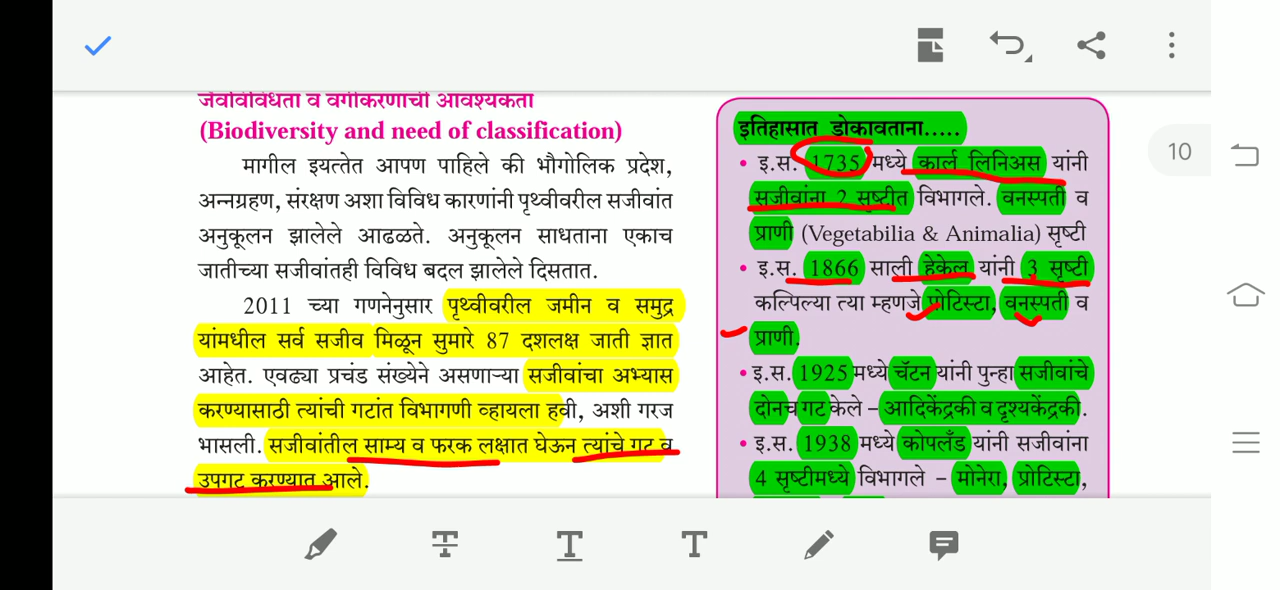 जैवविविधता व वर्गीकरणाची आवश्यकता
(Biodiversity and need of classification)
मागील इयत्तेत आपण पाहिले की भौगोलिक प्रदेश,
अन्नग्रहण, संरक्षण अशा विविध कारणांनी पृथ्वीवरील सजीवांत
अनुकूलन झालेले आढळते. अनुकूलन साधताना एकाच
जातीच्या सजीवांतही विविध बदल झालेले दिसतात.
2011 च्या गणनेनुसार पृथ्वीवरील जमीन व समुद्र
यांमधील सर्व सजीव मिळून सुमारे 87 दशलक्ष जाती ज्ञात
आहेत. एवढ्या प्रचंड संख्येने असणाऱ्या सजीवांचा अभ्यास
करण्यासाठी त्यांची गटांत विभागणी व्हायला हवी, अशी गरज
भासली. सजीवांतील साम्य व फरक लक्षात घेऊन त्यांचे गट व
उपगट करण्यात आले.
इतिहासात डोकावताना.....
• इ.स. 1735 मध्ये कार्ल लिनिअस यांनी
सजीवांना 2 सृष्टीत विभागले. वनस्पती व
प्राणी (Vegetabilia & Animalia) सृष्टी
• इ.स. 1866 साली हेकेल यांनी 3 सृष्टी
कल्पिल्या त्या म्हणजे प्रोटिस्टा, वनस्पती व
प्राणी.
• इ.स. 1925 मध्ये चॅटन यांनी पुन्हा सजीवांचे
दोनच गट केले – आदिकेंद्रकी व दृश्यकेंद्रकी.
• इ.स. 1938 मध्ये कोपलँड यांनी सजीवांना
4 सृष्टीमध्ये विभागले – मोनेरा, प्रोटिस्टा,
10
T T T